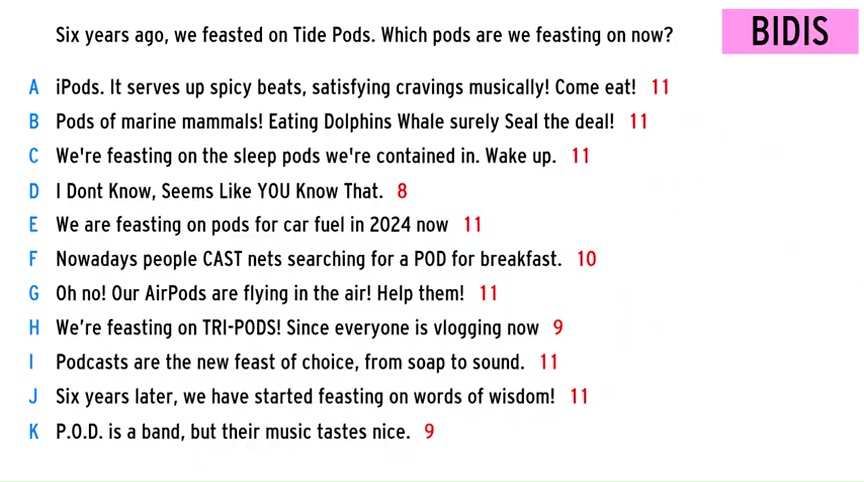 Six years ago, we feasted on Tide Pods. Which pods are we feasting on now?
BIDIS
A iPods. It serves up spicy beats, satisfying cravings musically! Come eat! 11
B Pods of marine mammals! Eating Dolphins Whale surely Seal the deal! 11
C We're feasting on the sleep pods we're contained in. Wake up. 11
D I Dont Know, Seems Like YOU Know That. 8
E We are feasting on pods for car fuel in 2024 now 11
F Nowadays people CAST nets searching for a POD for breakfast. 10
G Oh no! Our AirPods are flying in the air! Help them! 11
H We’re feasting on TRI-PODS! Since everyone is vlogging now 9
I Podcasts are the new feast of choice, from soap to sound. 11
J Six years later, we have started feasting on words of wisdom! 11
K P.O.D. is a band, but their music tastes nice. 9